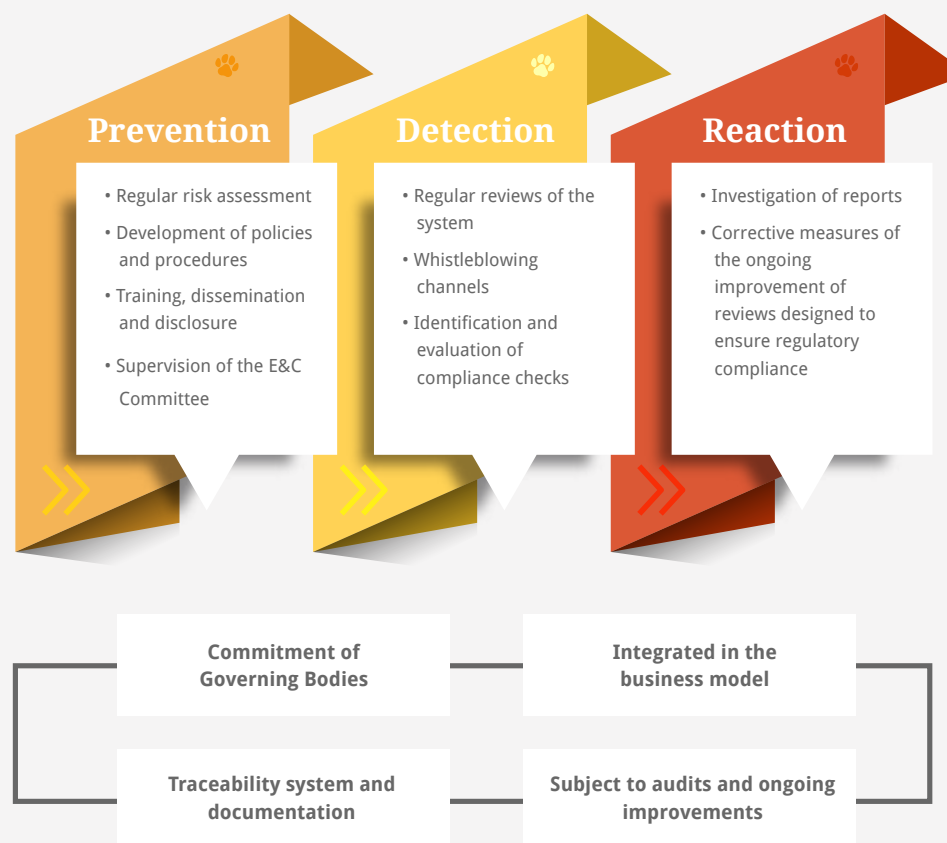 Prevention
• Regular risk assessment
• Development of policies
and procedures
• Training, dissemination
and disclosure
• Supervision of the E&C
Committee
Detection
• Regular reviews of the
system
• Whistleblowing
channels
• Identification and
evaluation of
compliance checks
Reaction
• Investigation of reports
• Corrective measures of
the ongoing
improvement of
reviews designed to
ensure regulatory
compliance
Commitment of
Governing Bodies
Integrated in the
business model
Traceability system and
documentation
Subject to audits and ongoing
improvements